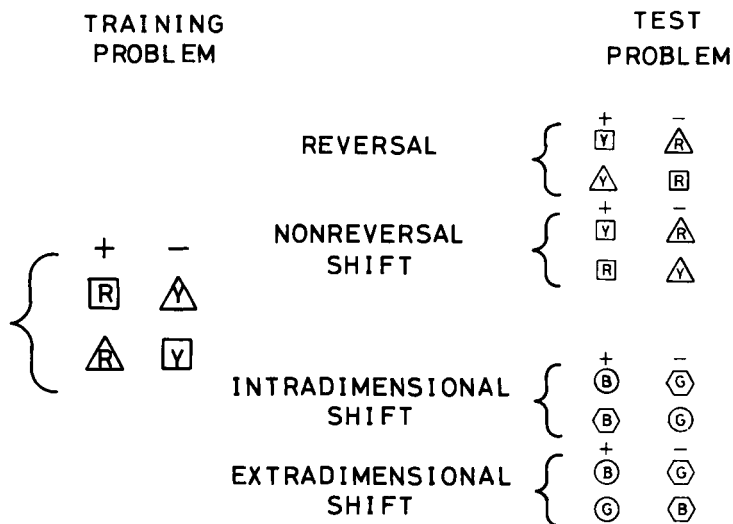 TRAINING
PROBLEM
TEST
PROBLEM
REVERSAL
+ −
Y R
Y R
NONREVERSAL
SHIFT
+ −
Y R
R Y
+ −
R Y
R Y
INTRADIMENSIONAL
SHIFT
+ −
B G
B G
EXTRADIMENSIONAL
SHIFT
+ −
B G
G B